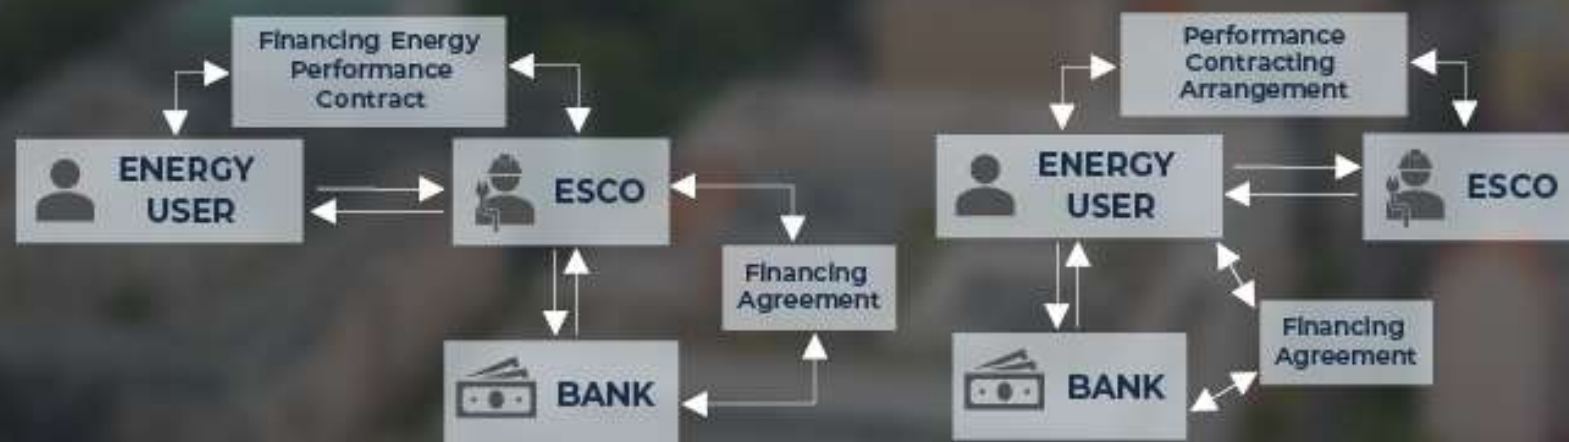 Financing Energy
Performance
Contract
ENERGY
USER
ESCO
Financing
Agreement
BANK
Performance
Contracting
Arrangement
ENERGY
USER
ESCO
Financing
Agreement
BANK